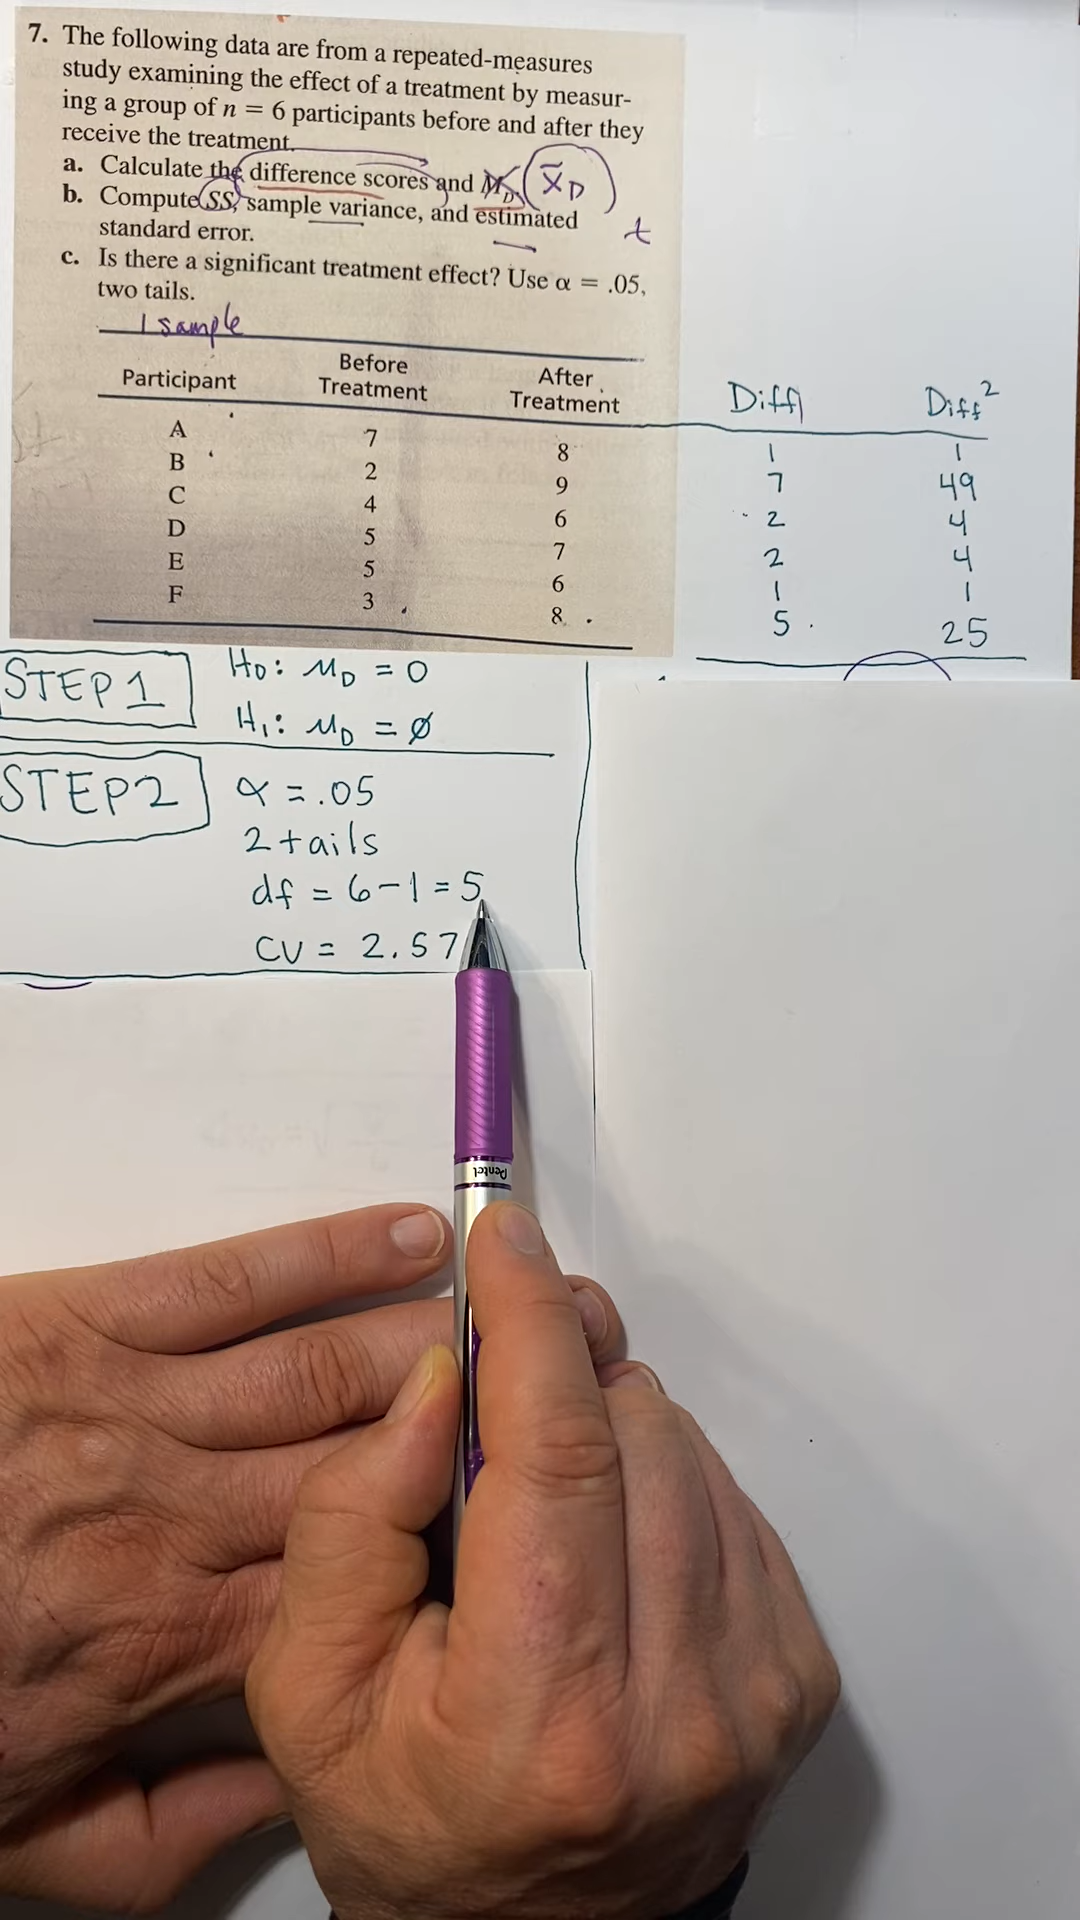 7. The following data are from a repeated-measures
study examining the effect of a treatment by measur-
ing a group of n = 6 participants before and after they
receive the treatment.
a. Calculate the difference scores and M_D. X̄_D
b. Compute SS, sample variance, and estimated
standard error. t
c. Is there a significant treatment effect? Use α = .05,
two tails.
1 sample
Participant Before Treatment After Treatment Diff Diff²
A 7 8 1 1
B 2 9 7 49
C 4 6 2 4
D 5 7 2 4
E 5 6 1 1
F 3 8 5 25
STEP 1 H0: μ_D = 0
H1: μ_D = ∅
STEP 2 α = .05
2 tails
df = 6 - 1 = 5
CV = 2.57
Pentel